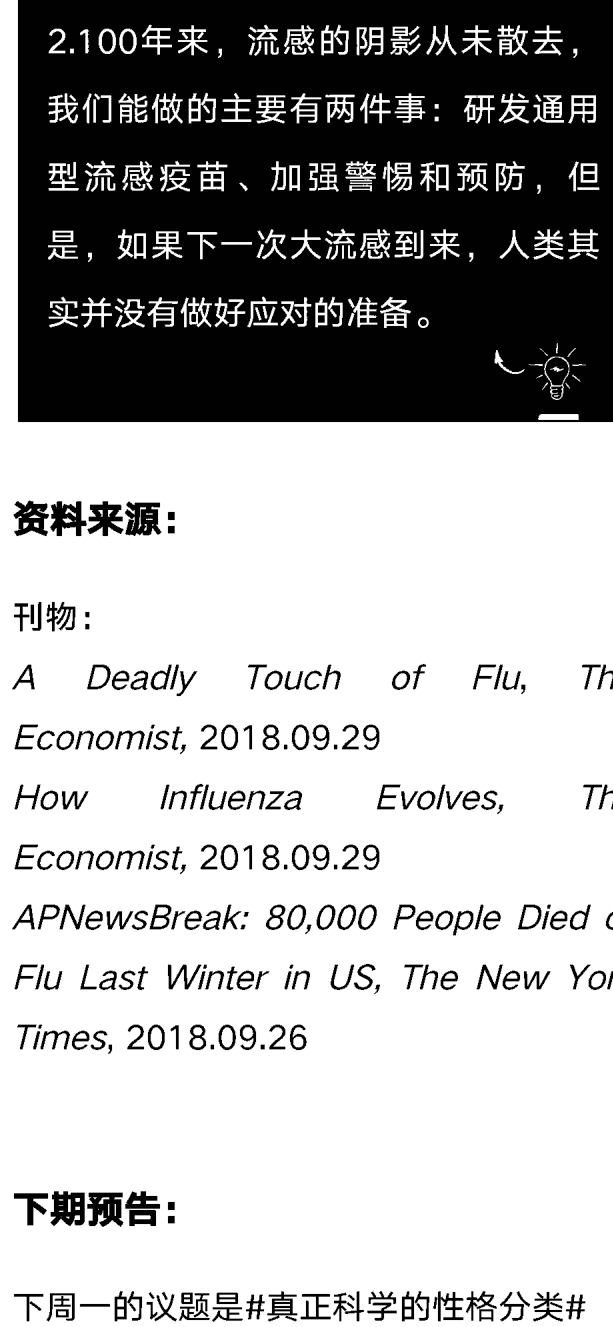 2.100年来，流感的阴影从未散去，
我们能做的主要有两件事：研发通用
型流感疫苗、加强警惕和预防，但
是，如果下一次大流感到来，人类其
实并没有做好应对的准备。
资料来源：
刊物：
A Deadly Touch of Flu, Th
Economist, 2018.09.29
How Influenza Evolves, Th
Economist, 2018.09.29
APNewsBreak: 80,000 People Died o
Flu Last Winter in US, The New Yor
Times, 2018.09.26
下期预告：
下周一的议题是#真正科学的性格分类#